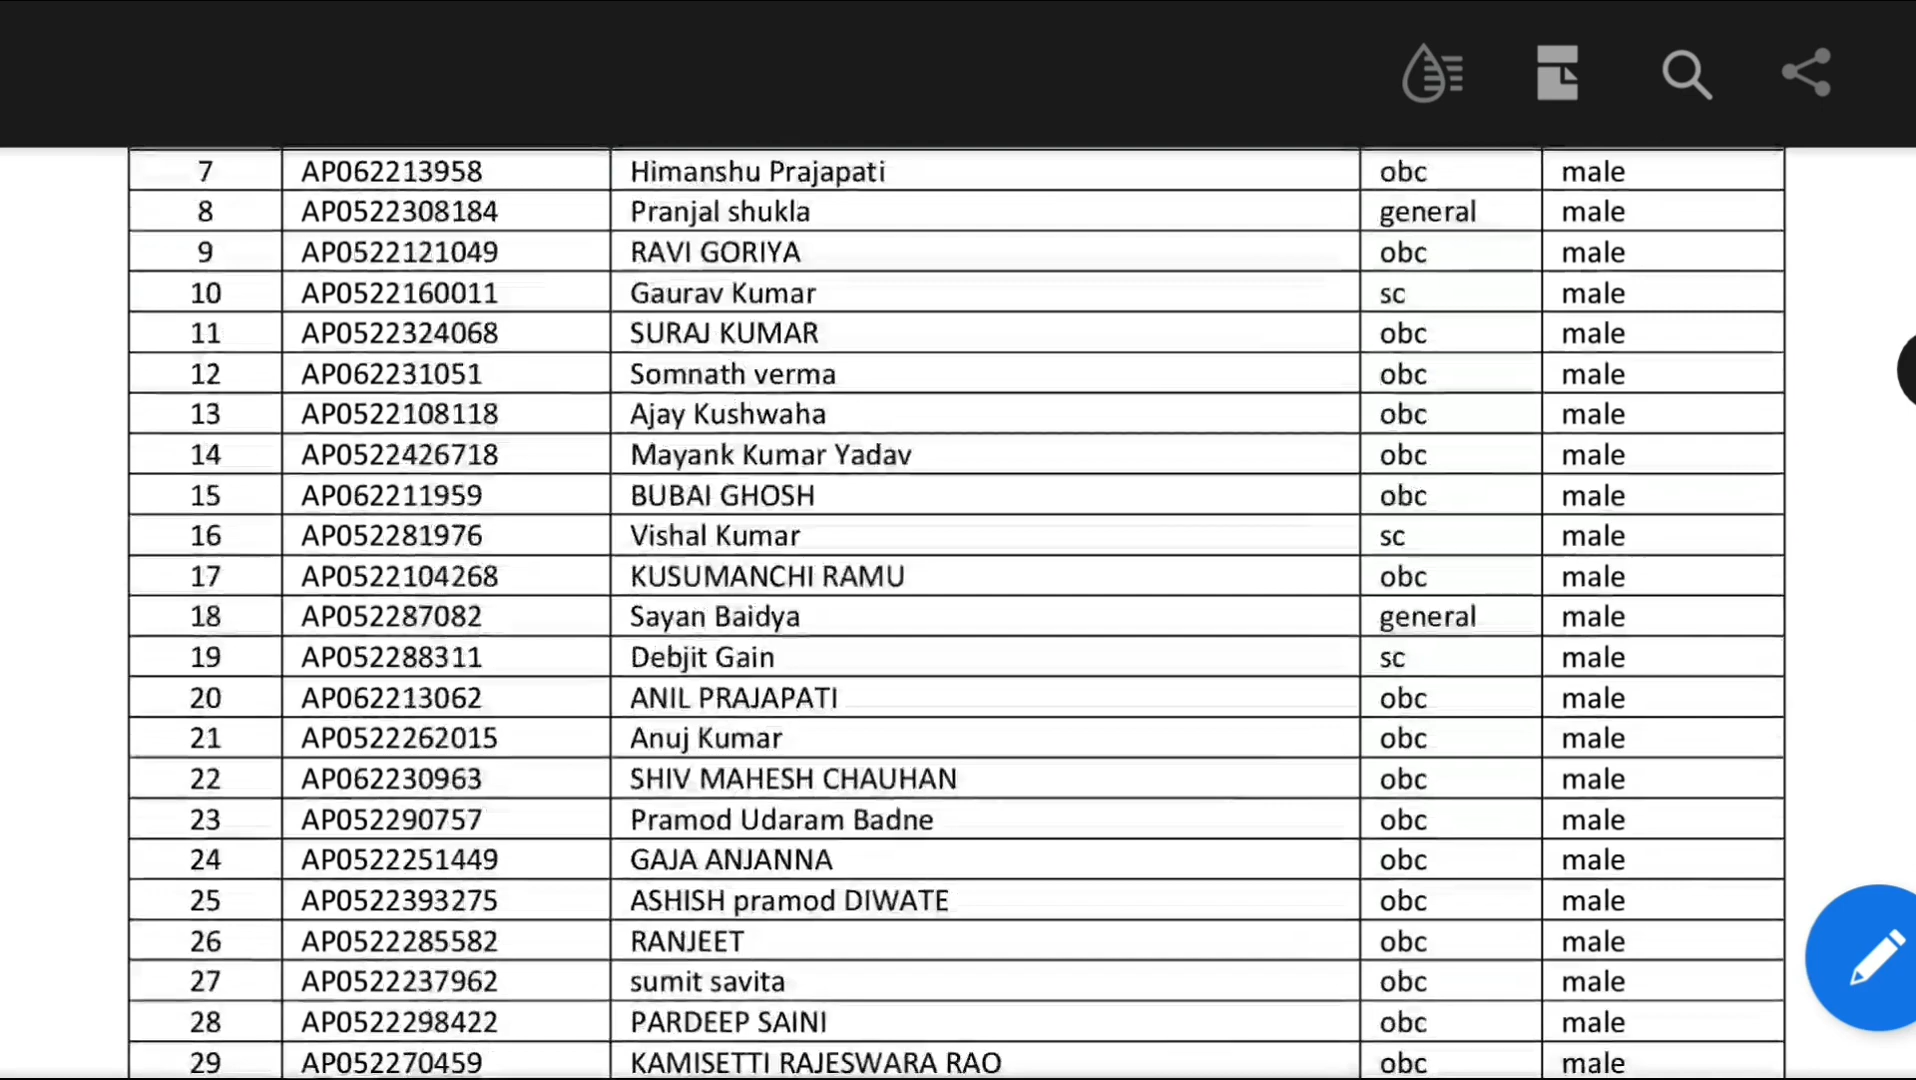 7 AP062213958 Himanshu Prajapati obc male
8 AP0522308184 Pranjal shukla general male
9 AP0522121049 RAVI GORIYA obc male
10 AP0522160011 Gaurav Kumar sc male
11 AP0522324068 SURAJ KUMAR obc male
12 AP062231051 Somnath verma obc male
13 AP0522108118 Ajay Kushwaha obc male
14 AP0522426718 Mayank Kumar Yadav obc male
15 AP062211959 BUBAI GHOSH obc male
16 AP052281976 Vishal Kumar sc male
17 AP0522104268 KUSUMANCHI RAMU obc male
18 AP052287082 Sayan Baidya general male
19 AP052288311 Debjit Gain sc male
20 AP062213062 ANIL PRAJAPATI obc male
21 AP0522262015 Anuj Kumar obc male
22 AP062230963 SHIV MAHESH CHAUHAN obc male
23 AP052290757 Pramod Udaram Badne obc male
24 AP0522251449 GAJA ANJANNA obc male
25 AP0522393275 ASHISH pramod DIWATE obc male
26 AP0522285582 RANJEET obc male
27 AP0522237962 sumit savita obc male
28 AP0522298422 PARDEEP SAINI obc male
29 AP052270459 KAMISETTI RAJESWARA RAO obc male